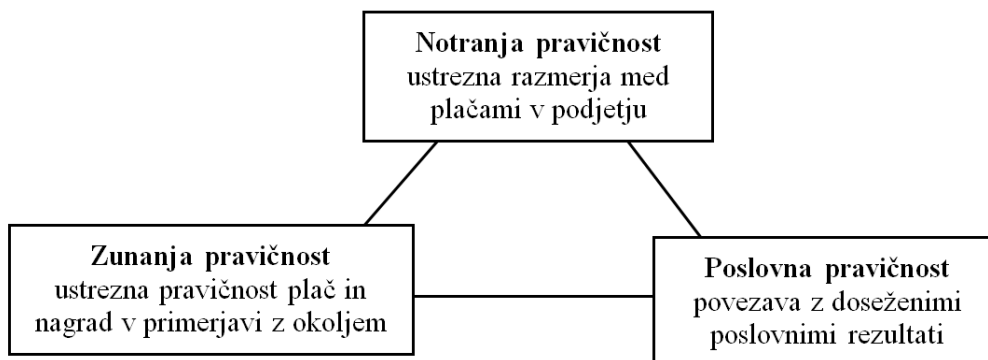 Notranja pravičnost
ustrezna razmerja med
plačami v podjetju
Zunanja pravičnost
ustrezna pravičnost plač in
nagrad v primerjavi z okoljem
Poslovna pravičnost
povezava z doseženimi
poslovnimi rezultati